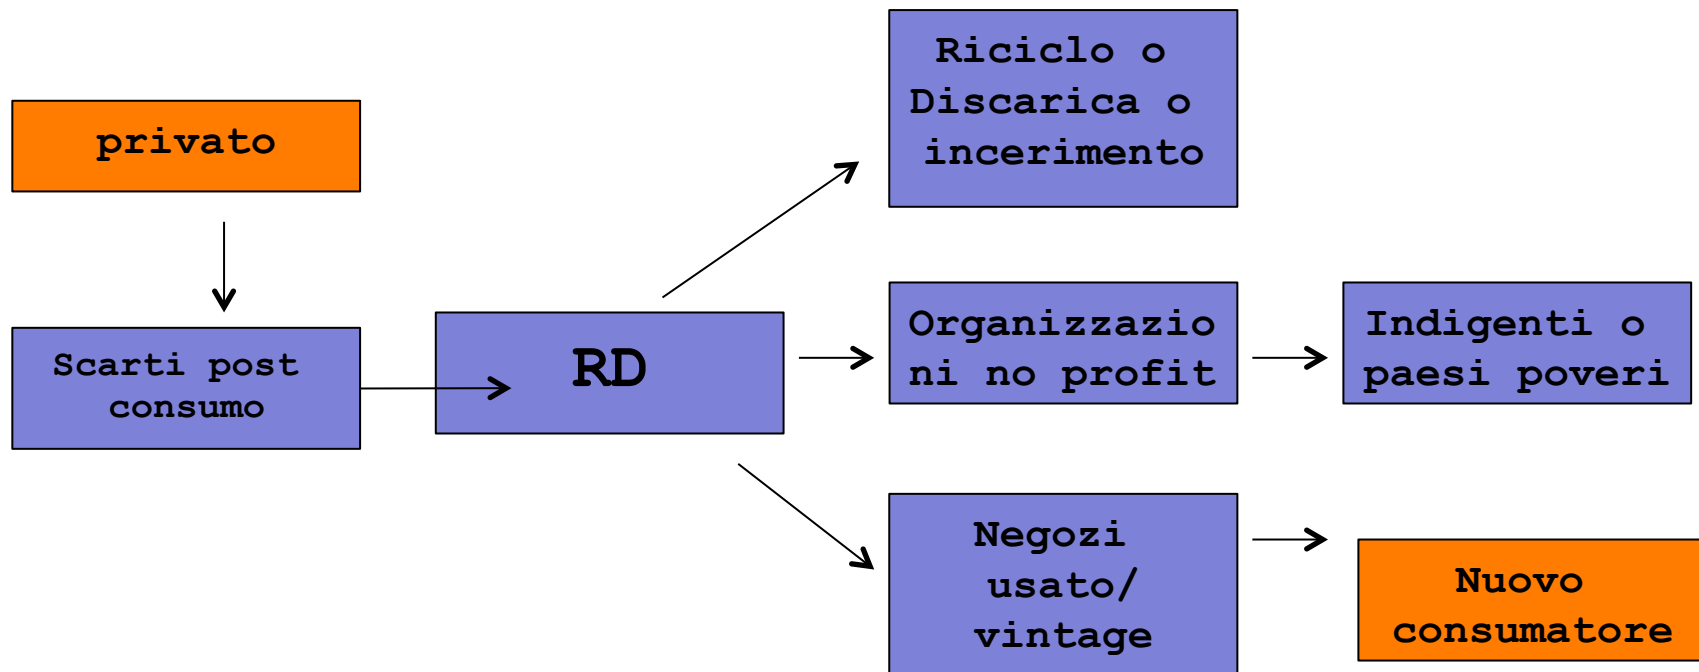 privato
Scarti post
consumo
RD
Riciclo o
Discarica o
incerimento
Organizzazio
ni no profit
Indigenti o
paesi poveri
Negozi
usato/
vintage
Nuovo
consumatore